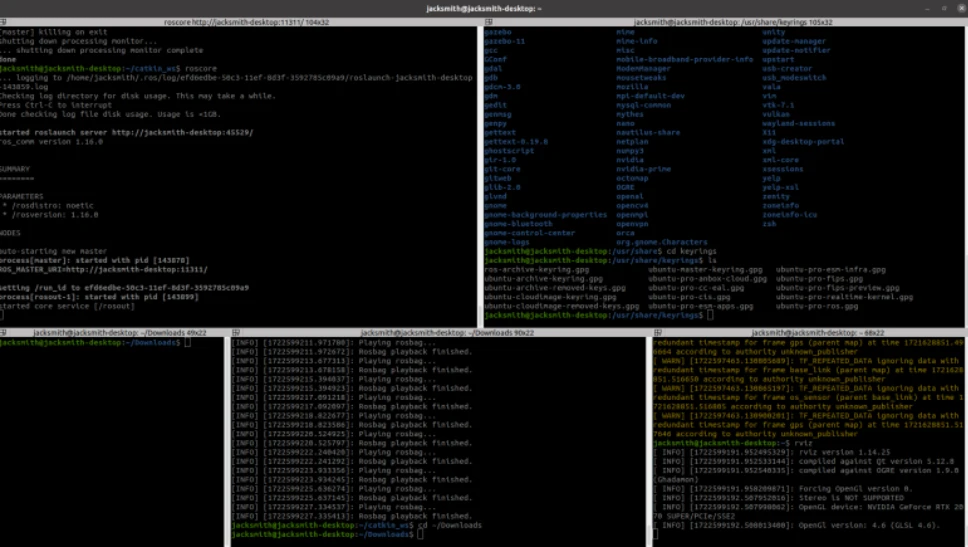 jacksmith@jacksmith-desktop: ~
roscore http://jacksmith-desktop:11311/ 104x32
[master] killing on exit
shutting down processing monitor...
... shutting down processing monitor complete
done
jacksmith@jacksmith-desktop:~/catkin_ws$ roscore
... logging to /home/jacksmith/.ros/log/efd6edbe-50c3-11ef-8d3f-3592785c09a9/roslaunch-jacksmith-desktop
-143859.log
Checking log directory for disk usage. This may take a while.
Press Ctrl-C to interrupt
Done checking log file disk usage. Usage is <1GB.
started roslaunch server http://jacksmith-desktop:45529/
ros_comm version 1.16.0
SUMMARY
========
PARAMETERS
* /rosdistro: noetic
* /rosversion: 1.16.0
NODES
auto-starting new master
process[master]: started with pid [143870]
ROS_MASTER_URI=http://jacksmith-desktop:11311/
setting /run_id to efd6edbe-50c3-11ef-8d3f-3592785c09a9
process[rosout-1]: started with pid [143899]
started core service [/rosout]
jacksmith@jacksmith-desktop: /usr/share/keyrings 105x32
gazebo mime unity
gazebo-11 mime-info update-manager
gcc misc update-notifier
GConf mobile-broadband-provider-info upstart
gdal ModemManager usb-creator
gdb mousetweaks usb_modeswitch
gdcm-3.0 mozilla vala
gdm mpi-default-dev vim
gedit mysql-common vtk-7.1
genmsg mythes vulkan
genpy nano wayland-sessions
gettext nautilus-share X11
gettext-0.19.8 netplan xdg-desktop-portal
ghostscript numpy3 xml
gir-1.0 nvidia xml-core
git-core nvidia-prime xsessions
gitweb octomap yelp
glib-2.0 OGRE yelp-xsl
glvnd openal zenity
gnome opencv4 zoneinfo
gnome-background-properties openmpi zoneinfo-icu
gnome-bluetooth openvpn zsh
gnome-control-center orca
gnome-logs org.gnome.Characters
jacksmith@jacksmith-desktop:/usr/share$ cd keyrings
jacksmith@jacksmith-desktop:/usr/share/keyrings$ ls
ros-archive-keyring.gpg ubuntu-master-keyring.gpg ubuntu-pro-esm-infra.gpg
ubuntu-archive-keyring.gpg ubuntu-pro-anbox-cloud.gpg ubuntu-pro-fips.gpg
ubuntu-archive-removed-keys.gpg ubuntu-pro-cc-eal.gpg ubuntu-pro-fips-preview.gpg
ubuntu-cloudimage-keyring.gpg ubuntu-pro-cis.gpg ubuntu-pro-realtime-kernel.gpg
ubuntu-cloudimage-removed-keys.gpg ubuntu-pro-esm-apps.gpg ubuntu-pro-ros.gpg
jacksmith@jacksmith-desktop:/usr/share/keyrings$
jacksmith@jacksmith-desktop: ~/Downloads 49x22
jacksmith@jacksmith-desktop:~/Downloads$
jacksmith@jacksmith-desktop: ~/Downloads 90x22
[INFO] [1722599211.971780]: Playing rosbag...
[INFO] [1722599211.972672]: Rosbag playback finished.
[INFO] [1722599213.677313]: Playing rosbag...
[INFO] [1722599213.678158]: Rosbag playback finished.
[INFO] [1722599215.394037]: Playing rosbag...
[INFO] [1722599215.394923]: Rosbag playback finished.
[INFO] [1722599217.091218]: Playing rosbag...
[INFO] [1722599217.092097]: Rosbag playback finished.
[INFO] [1722599218.822677]: Playing rosbag...
[INFO] [1722599218.823506]: Rosbag playback finished.
[INFO] [1722599220.524925]: Playing rosbag...
[INFO] [1722599220.525797]: Rosbag playback finished.
[INFO] [1722599222.240420]: Playing rosbag...
[INFO] [1722599222.241292]: Rosbag playback finished.
[INFO] [1722599223.933356]: Playing rosbag...
[INFO] [1722599223.934245]: Rosbag playback finished.
[INFO] [1722599225.636274]: Playing rosbag...
[INFO] [1722599225.637145]: Rosbag playback finished.
[INFO] [1722599227.334537]: Playing rosbag...
[INFO] [1722599227.335413]: Rosbag playback finished.
jacksmith@jacksmith-desktop:~/catkin_ws$ cd ~/Downloads
jacksmith@jacksmith-desktop:~/Downloads$
jacksmith@jacksmith-desktop: ~ 68x22
redundant timestamp for frame gps (parent map) at time 1721628851.49
6664 according to authority unknown_publisher
[ WARN] [1722597463.130805689]: TF_REPEATED_DATA ignoring data with
redundant timestamp for frame base_link (parent map) at time 1721628
851.516650 according to authority unknown_publisher
[ WARN] [1722597463.130865197]: TF_REPEATED_DATA ignoring data with
redundant timestamp for frame os_sensor (parent base_link) at time 1
721628851.516805 according to authority unknown_publisher
[ WARN] [1722597463.130900201]: TF_REPEATED_DATA ignoring data with
redundant timestamp for frame gps (parent map) at time 1721628851.51
7046 according to authority unknown_publisher
jacksmith@jacksmith-desktop:~$ rviz
[ INFO] [1722599191.952495329]: rviz version 1.14.25
[ INFO] [1722599191.952533144]: compiled against Qt version 5.12.8
[ INFO] [1722599191.952540335]: compiled against OGRE version 1.9.0
(Ghadamon)
[ INFO] [1722599191.958209871]: Forcing OpenGl version 0.
[ INFO] [1722599192.507952016]: Stereo is NOT SUPPORTED
[ INFO] [1722599192.507998062]: OpenGL device: NVIDIA GeForce RTX 20
70 SUPER/PCIe/SSE2
[ INFO] [1722599192.508013400]: OpenGl version: 4.6 (GLSL 4.6).